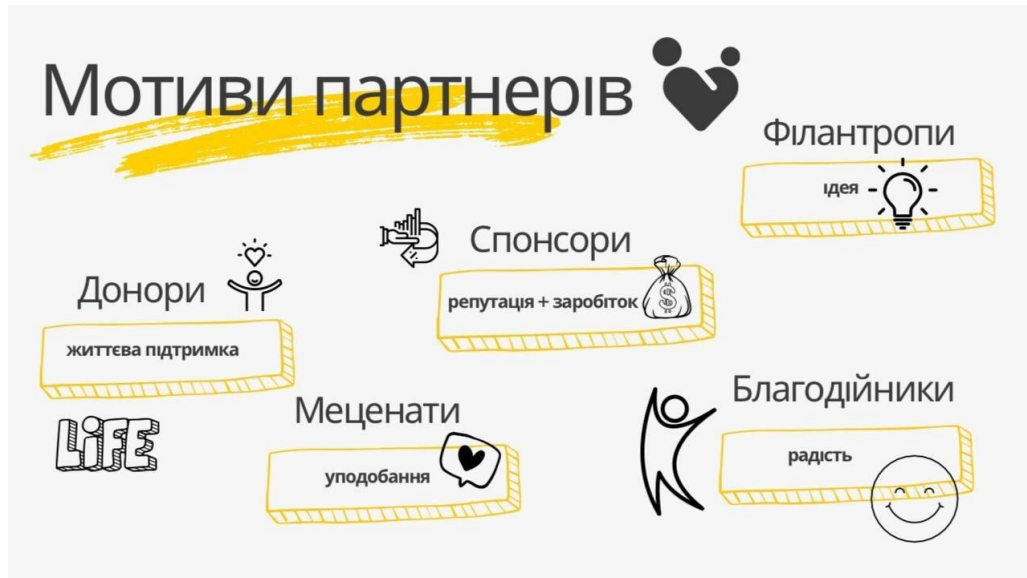 Мотиви партнерів
Філантропи
ідея
Спонсори
репутація + заробіток
$
Донори
життєва підтримка
LiFE
Меценати
уподобання
Благодійники
радість